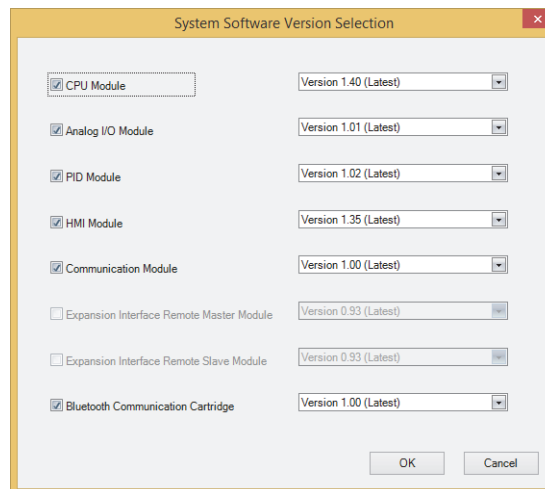 System Software Version Selection
CPU Module Version 1.40 (Latest)
Analog I/O Module Version 1.01 (Latest)
PID Module Version 1.02 (Latest)
HMI Module Version 1.35 (Latest)
Communication Module Version 1.00 (Latest)
Expansion Interface Remote Master Module Version 0.93 (Latest)
Expansion Interface Remote Slave Module Version 0.93 (Latest)
Bluetooth Communication Cartridge Version 1.00 (Latest)
OK Cancel